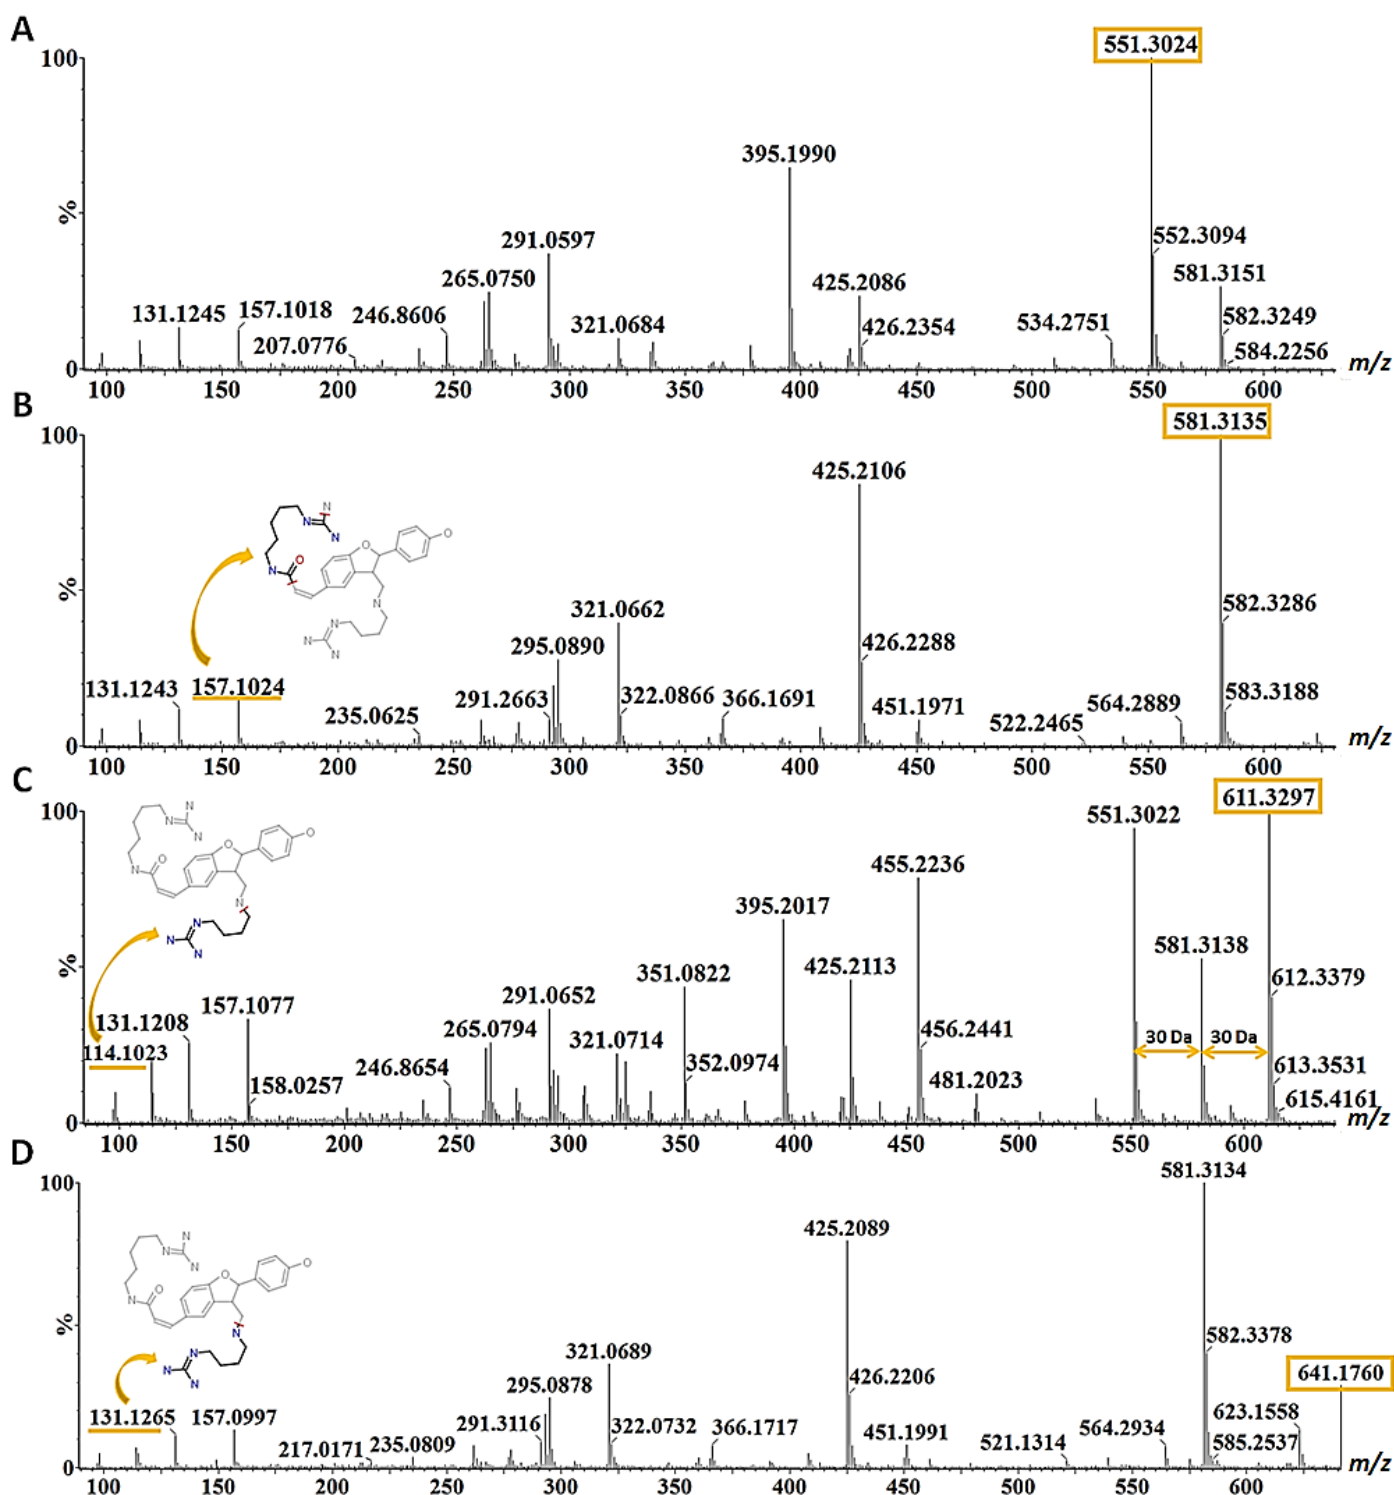 A
100
%
0
551.3024
395.1990
552.3094
291.0597
581.3151
265.0750
425.2086
131.1245
157.1018
246.8606
321.0684
426.2354
534.2751
582.3249
207.0776
584.2256
m/z
100 150 200 250 300 350 400 450 500 550 600
B
100
%
0
581.3135
425.2106
N
N
N
N
O
O
O
N
N
N
N
582.3286
321.0662
295.0890
426.2288
131.1243
157.1024
291.2663
322.0866
366.1691
451.1971
564.2889
583.3188
235.0625
522.2465
m/z
100 150 200 250 300 350 400 450 500 550 600
C
100
%
0
611.3297
551.3022
N
N
N
N
O
O
O
N
N
N
N
455.2236
395.2017
581.3138
425.2113
351.0822
612.3379
291.0652
157.1077
131.1208
265.0794
321.0714
456.2441
30 Da
30 Da
114.1023
246.8654
352.0974
158.0257
481.2023
613.3531
615.4161
m/z
100 150 200 250 300 350 400 450 500 550 600
D
100
%
0
581.3134
425.2089
N
N
N
N
O
O
O
N
N
N
N
582.3378
321.0689
641.1760
295.0878
426.2206
131.1265
157.0997
291.3116
322.0732
366.1717
451.1991
564.2934
623.1558
217.0171
235.0809
521.1314
585.2537
m/z
100 150 200 250 300 350 400 450 500 550 600